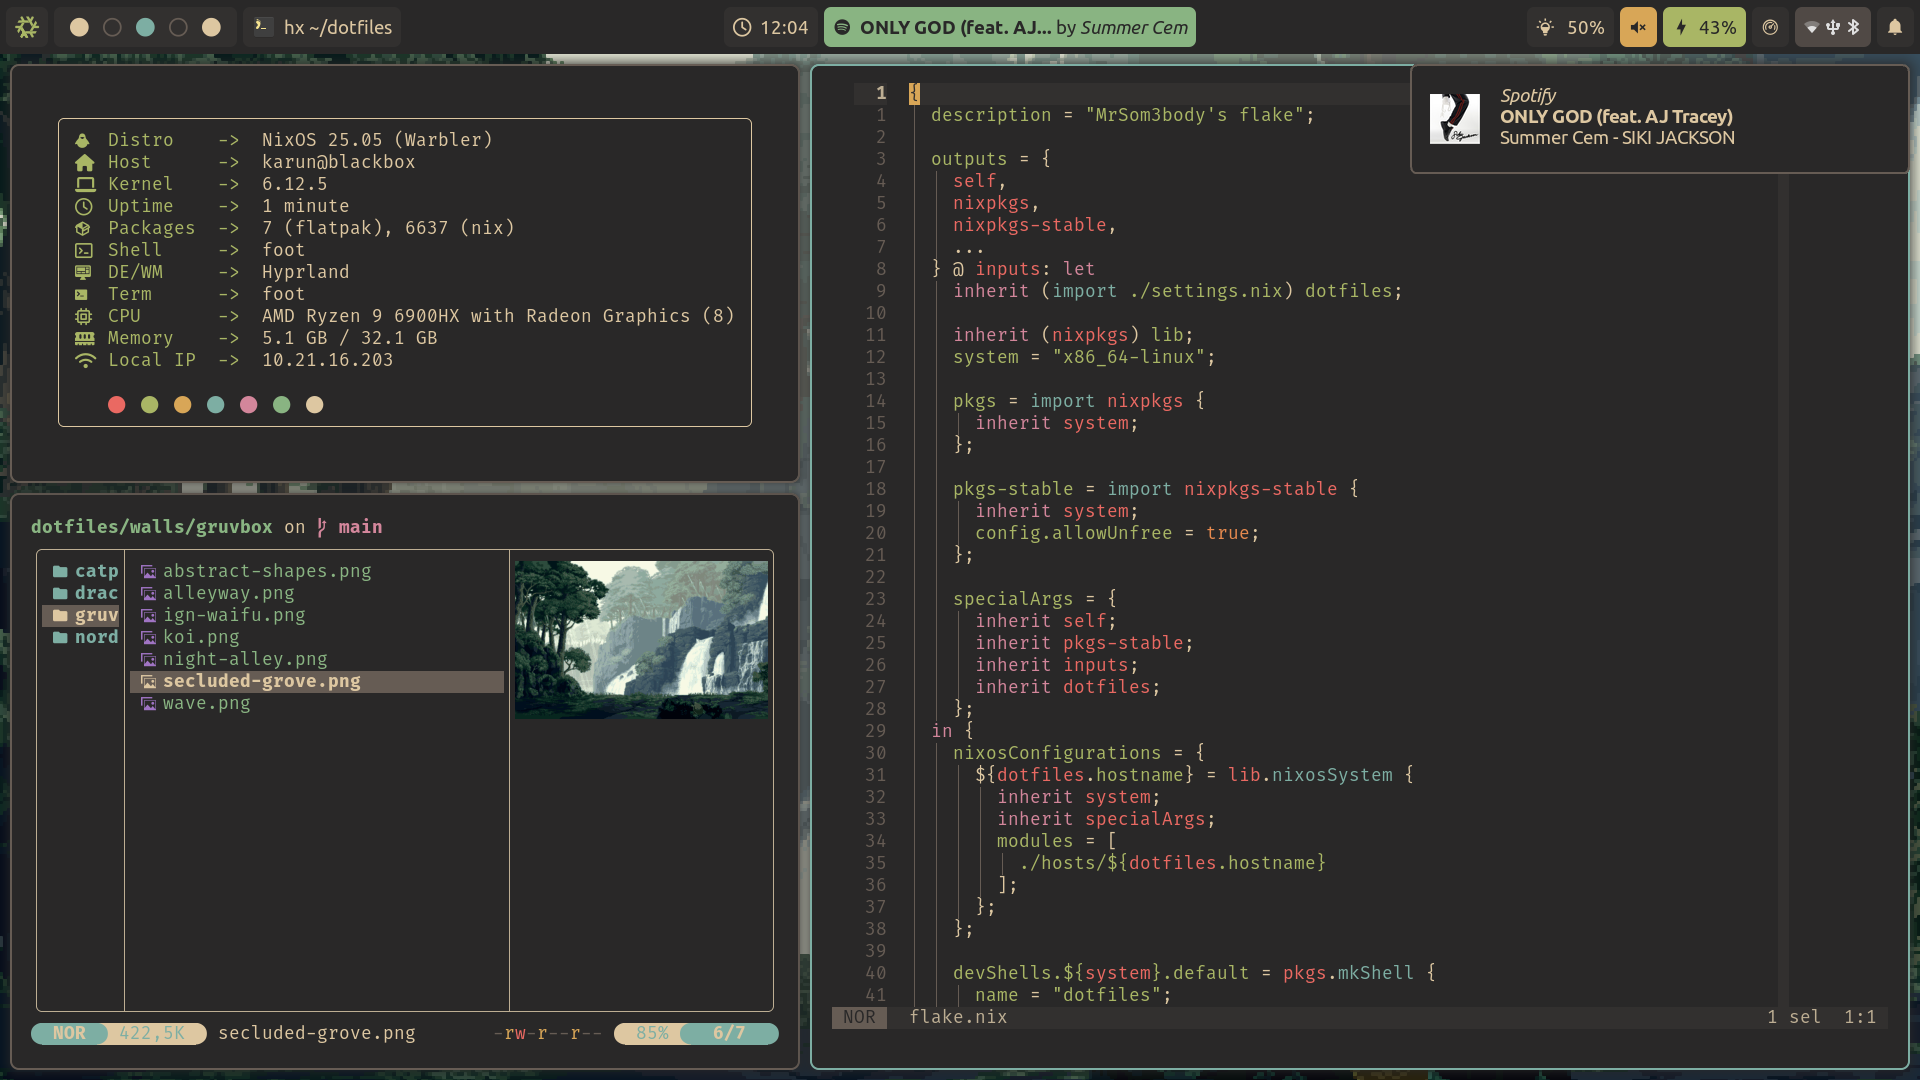 hx ~/dotfiles
12:04
ONLY GOD (feat. AJ... by Summer Cem
50%
43%
Distro -> NixOS 25.05 (Warbler)
Host -> karun@blackbox
Kernel -> 6.12.5
Uptime -> 1 minute
Packages -> 7 (flatpak), 6637 (nix)
Shell -> foot
DE/WM -> Hyprland
Term -> foot
CPU -> AMD Ryzen 9 6900HX with Radeon Graphics (8)
Memory -> 5.1 GB / 32.1 GB
Local IP -> 10.21.16.203
dotfiles/walls/gruvbox on main
catp
drac
gruv
nord
abstract-shapes.png
alleyway.png
ign-waifu.png
koi.png
night-alley.png
secluded-grove.png
wave.png
NOR 422,5K secluded-grove.png -rw-r--r-- 85% 6/7
1 {
1 description = "MrSom3body's flake";
2
3 outputs = {
4 self,
5 nixpkgs,
6 nixpkgs-stable,
7 ...
8 } @ inputs: let
9 inherit (import ./settings.nix) dotfiles;
10
11 inherit (nixpkgs) lib;
12 system = "x86_64-linux";
13
14 pkgs = import nixpkgs {
15 inherit system;
16 };
17
18 pkgs-stable = import nixpkgs-stable {
19 inherit system;
20 config.allowUnfree = true;
21 };
22
23 specialArgs = {
24 inherit self;
25 inherit pkgs-stable;
26 inherit inputs;
27 inherit dotfiles;
28 };
29 in {
30 nixosConfigurations = {
31 ${dotfiles.hostname} = lib.nixosSystem {
32 inherit system;
33 inherit specialArgs;
34 modules = [
35 ./hosts/${dotfiles.hostname}
36 ];
37 };
38 };
39
40 devShells.${system}.default = pkgs.mkShell {
41 name = "dotfiles";
NOR flake.nix 1 sel 1:1
Spotify
ONLY GOD (feat. AJ Tracey)
Summer Cem - SIKI JACKSON